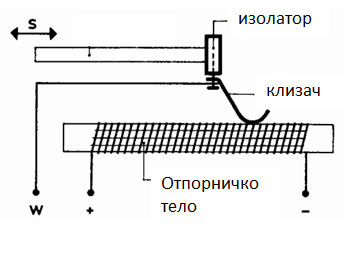 изолатор
S
клизач
Отпорничко
тело
W + -